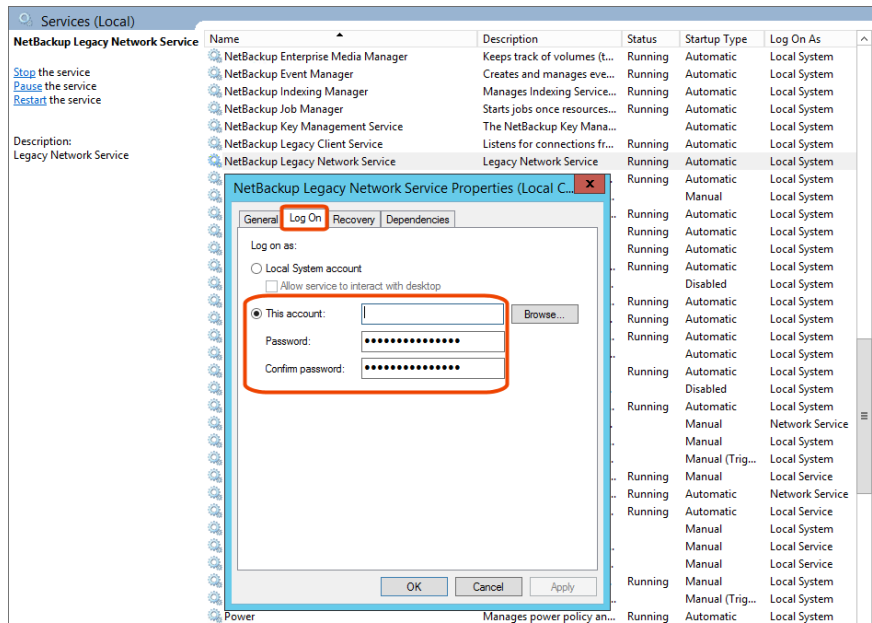 Services (Local)
NetBackup Legacy Network Service
Stop the service
Pause the service
Restart the service
Description:
Legacy Network Service
Name Description Status Startup Type Log On As
NetBackup Enterprise Media Manager Keeps track of volumes (t... Running Automatic Local System
NetBackup Event Manager Creates and manages eve... Running Automatic Local System
NetBackup Indexing Manager Manages Indexing Service... Running Automatic Local System
NetBackup Job Manager Starts jobs once resources... Running Automatic Local System
NetBackup Key Management Service The NetBackup Key Mana... Automatic Local System
NetBackup Legacy Client Service Listens for connections fr... Running Automatic Local System
NetBackup Legacy Network Service Legacy Network Service Running Automatic Local System
Running Automatic Local System
Manual Local System
Running Automatic Local System
Running Automatic Local System
Running Automatic Local System
Running Automatic Local System
Disabled Local System
Running Automatic Local System
Running Automatic Local System
Running Automatic Local System
Automatic Local System
Running Automatic Local System
Disabled Local System
Running Automatic Local System
Manual Network Service
Manual Local System
Manual (Trig... Local System
Running Manual Local Service
Running Automatic Network Service
Running Automatic Local Service
Manual Local System
Manual Local Service
Manual Local Service
Running Manual Local System
Manual (Trig... Local System
Power Manages power policy an... Running Automatic Local System
NetBackup Legacy Network Service Properties (Local C... x
General Log On Recovery Dependencies
Log on as:
Local System account
Allow service to interact with desktop
This account: Browse...
Password: •••••••••••••••
Confirm password: •••••••••••••••
OK Cancel Apply